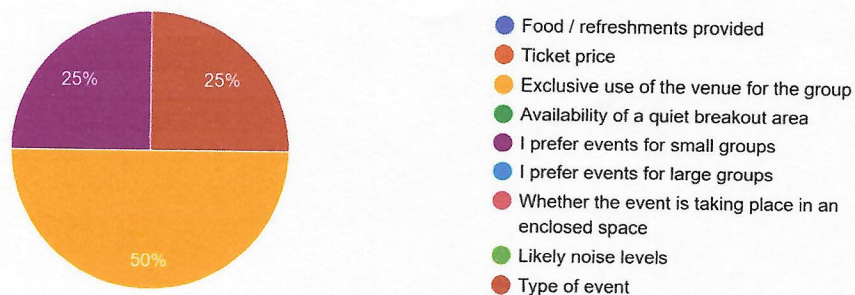 25%
25%
50%
Food / refreshments provided
Ticket price
Exclusive use of the venue for the group
Availability of a quiet breakout area
I prefer events for small groups
I prefer events for large groups
Whether the event is taking place in an
enclosed space
Likely noise levels
Type of event